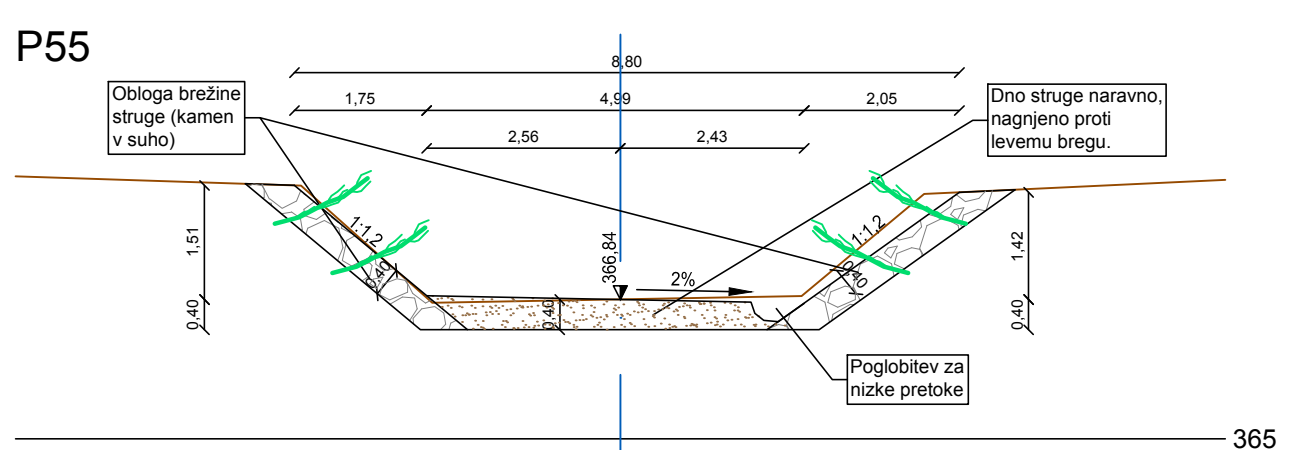 P55
8,80
1,75
4,99
2,05
2,56
2,43
Obloga brežine
struge (kamen
v suho)
Dno struge naravno,
nagnjeno proti
levemu bregu.
1:1,2
1:1,2
1,51
0,40
0,40
0,40
366,84
2%
0,40
1,42
0,40
Poglobitev za
nizke pretoke
365